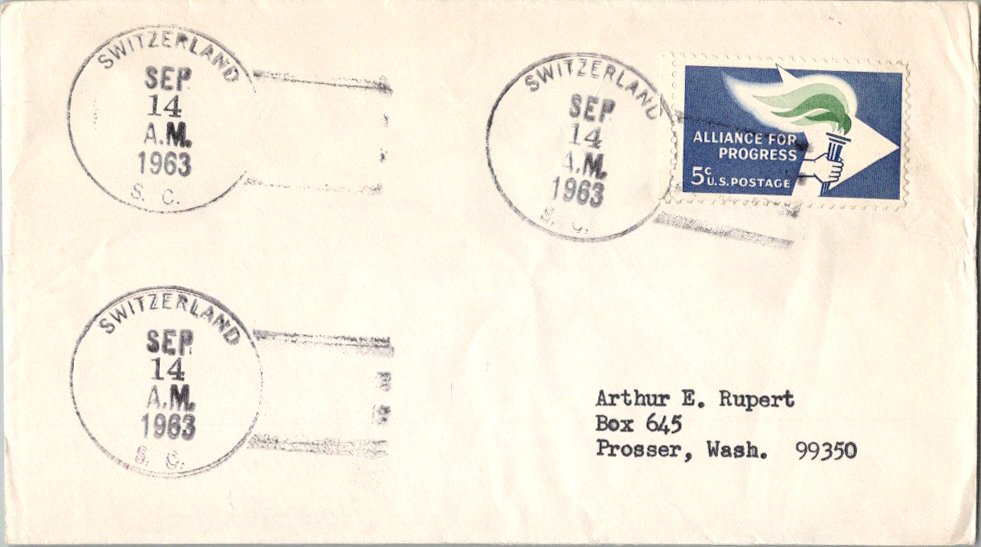 SWITZERLAND
SEP
14
A.M.
1963
S. C.
SWITZERLAND
SEP
14
A.M.
1963
S. C.
ALLIANCE FOR
PROGRESS
5c U.S. POSTAGE
SWITZERLAND
SEP
14
A.M.
1963
S. C.
Arthur E. Rupert
Box 645
Prosser, Wash. 99350